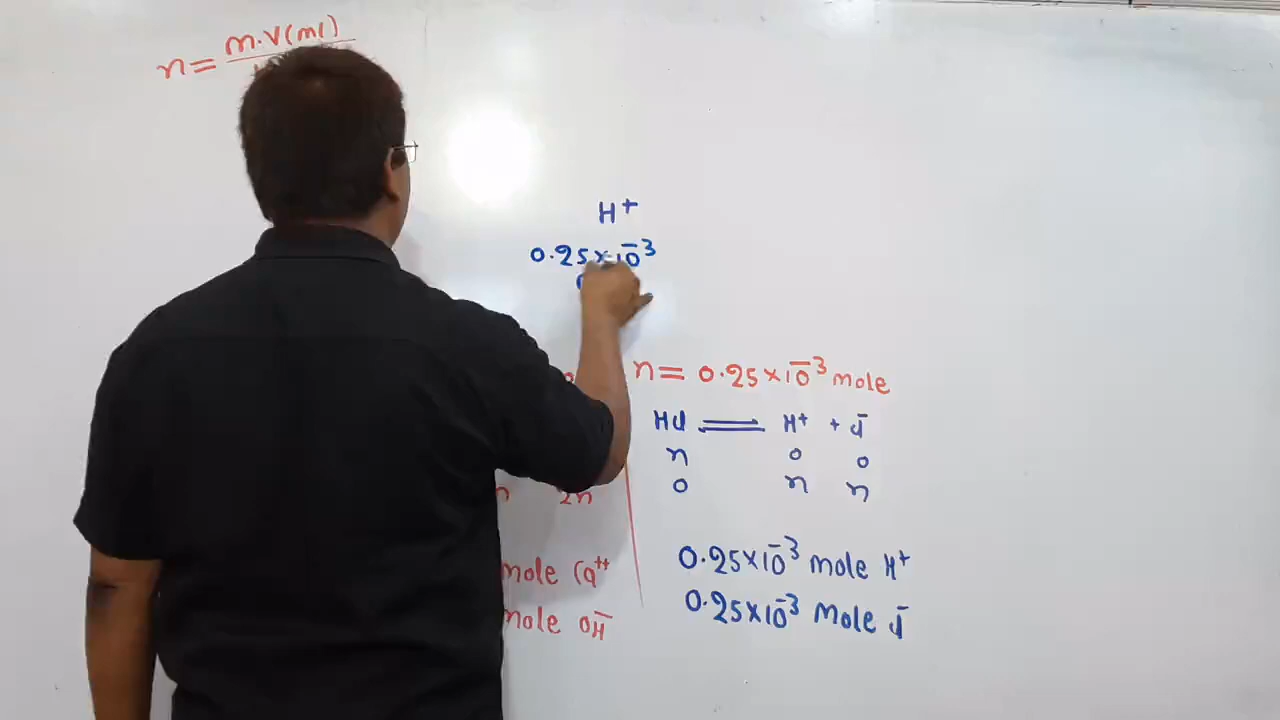 n = m.V(ml)
H⁺
0.25×10⁻³
n = 0.25×10⁻³ mole
HCl ⇌ H⁺ + Cl⁻
n 0 0
0 n n
2n
0.25×10⁻³ mole H⁺
0.25×10⁻³ Mole Cl⁻
mole Ca⁺⁺
mole OH⁻